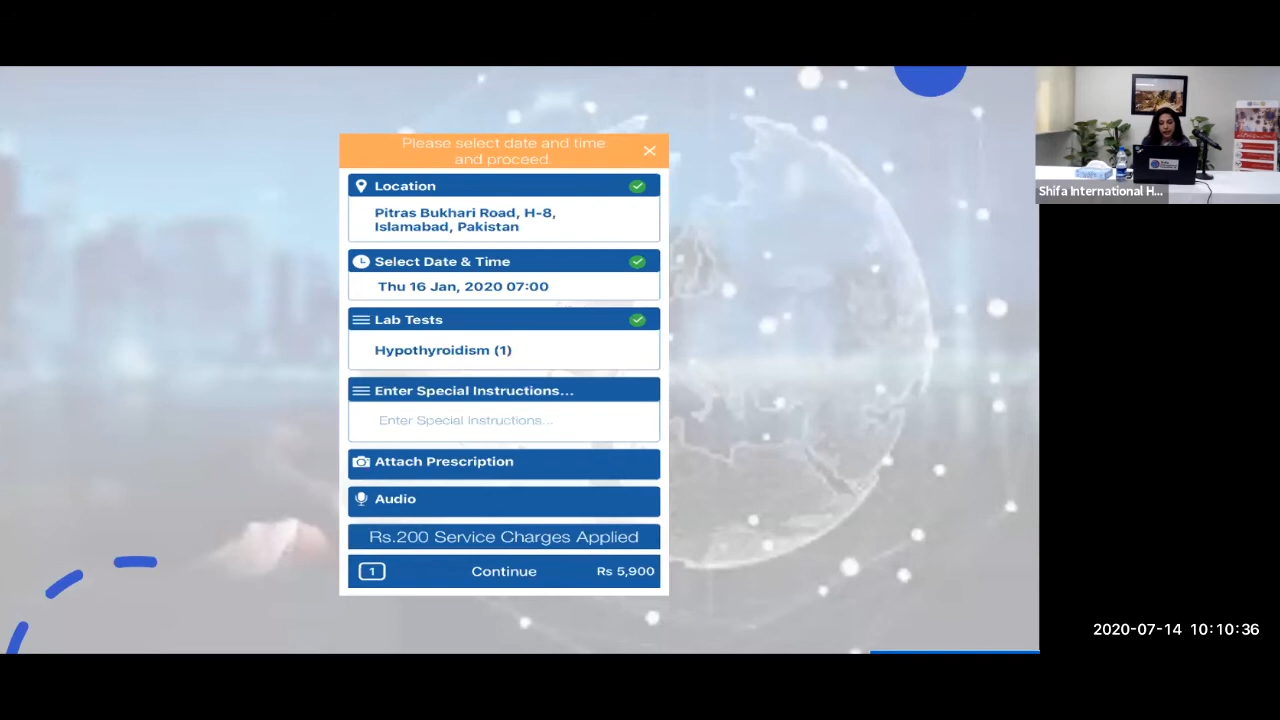 Please select date and time
and proceed.
Location
Pitras Bukhari Road, H-8,
Islamabad, Pakistan
Select Date & Time
Thu 16 Jan, 2020 07:00
Lab Tests
Hypothyroidism (1)
Enter Special Instructions...
Enter Special Instructions...
Attach Prescription
Audio
Rs.200 Service Charges Applied
1 Continue Rs 5,900
Shifa International H...
2020-07-14 10:10:36